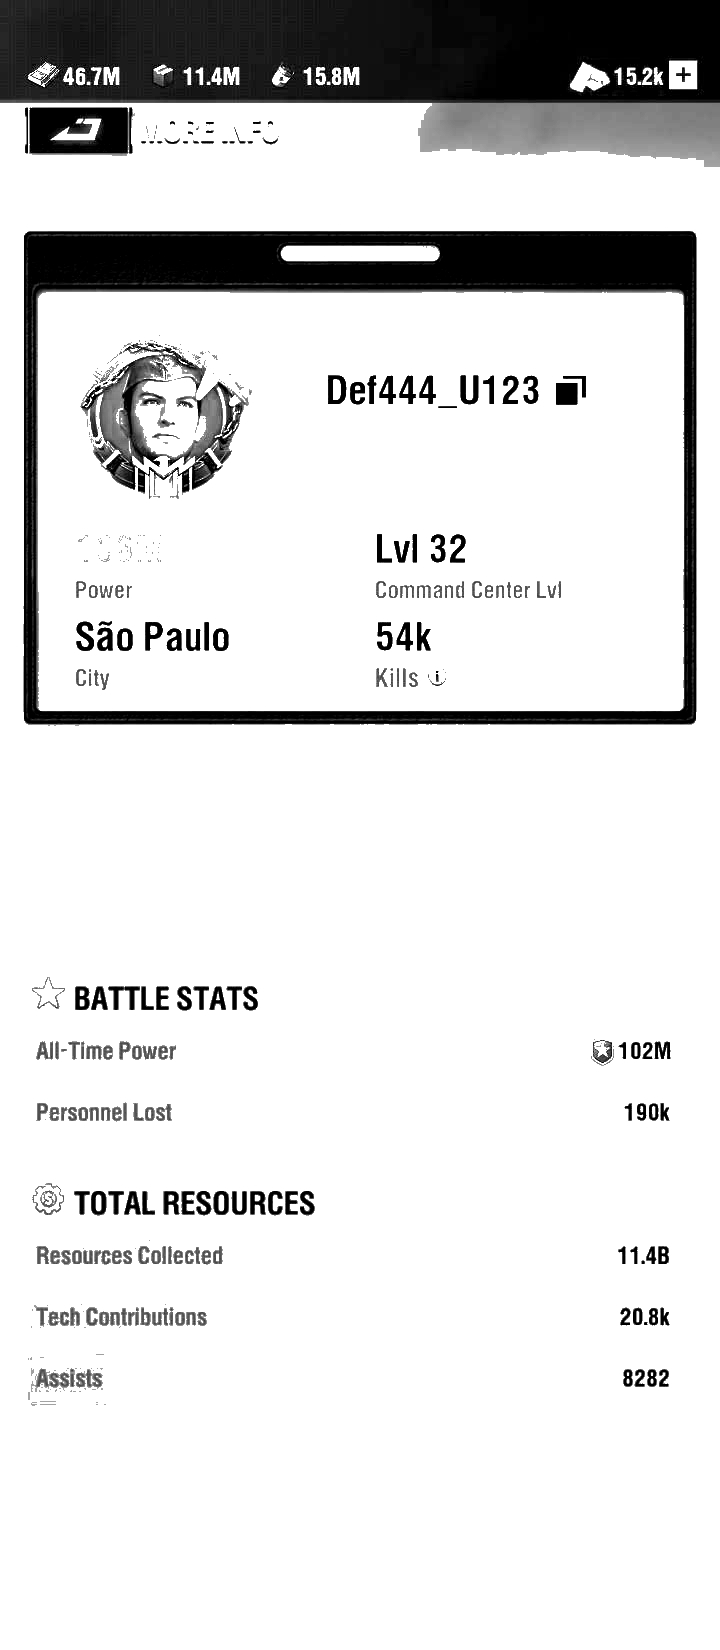 46.7M 11.4M 15.8M 15.2k +
MORE INFO
Def444_U123
Lvl 32
Power Command Center Lvl
São Paulo 54k
City Kills
BATTLE STATS
All-Time Power 102M
Personnel Lost 190k
TOTAL RESOURCES
Resources Collected 11.4B
Tech Contributions 20.8k
Assists 8282